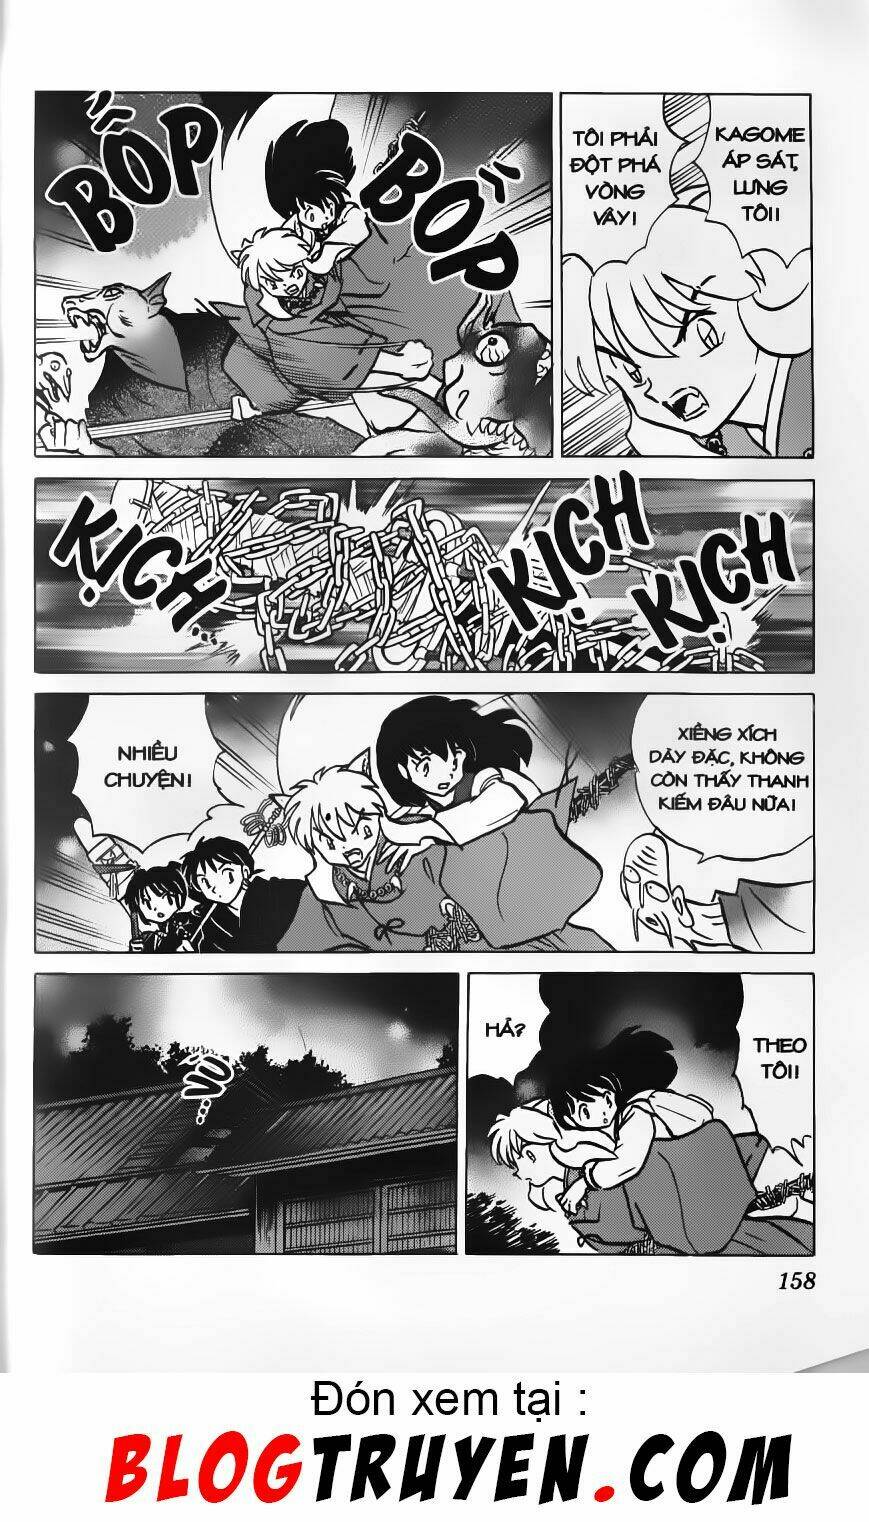 KAGOME
ÁP SÁT,
LƯNG
TÔI!
TÔI PHẢI
ĐỘT PHÁ
VÒNG
VÂY!
BỐP
BỐP
KỊCH
KỊCH
KỊCH...
XIỀNG XÍCH
DÀY ĐẶC, KHÔNG
CÒN THẤY THANH
KIẾM ĐÂU NỮA!
NHIỀU
CHUYỆN!
THEO
TÔI!
HẢ?
...VÙ
158
Đón xem tại :
BLOGTRUYEN.COM